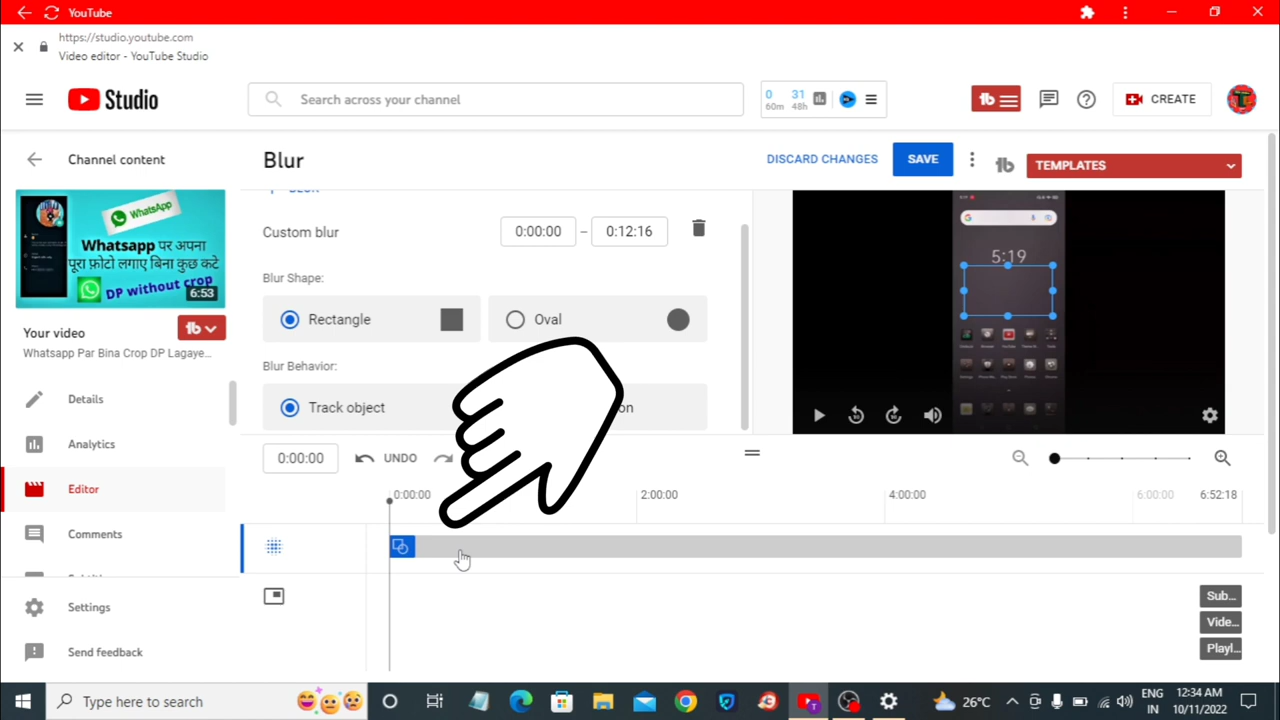 YouTube
https://studio.youtube.com
Video editor - YouTube Studio
Studio
Search across your channel
0 31
60m 48h
tb
CREATE
T
Channel content
Blur
DISCARD CHANGES
SAVE
tb
TEMPLATES
WhatsApp
Whatsapp पर अपना
पूरा फ़ोटो लगाए बिना कुछ कटे
DP without crop
6:53
BLUR
Custom blur
0:00:00 – 0:12:16
Blur Shape:
Rectangle
Oval
Blur Behavior:
Track object
on
5:19
Your video
tb
Whatsapp Par Bina Crop DP Lagaye...
Details
Analytics
Editor
Comments
Settings
Send feedback
0:00:00
UNDO
0:00:00 2:00:00 4:00:00 6:00:00 6:52:18
Sub...
Vide...
Playl...
Type here to search
26°C
ENG
IN
12:34 AM
10/11/2022